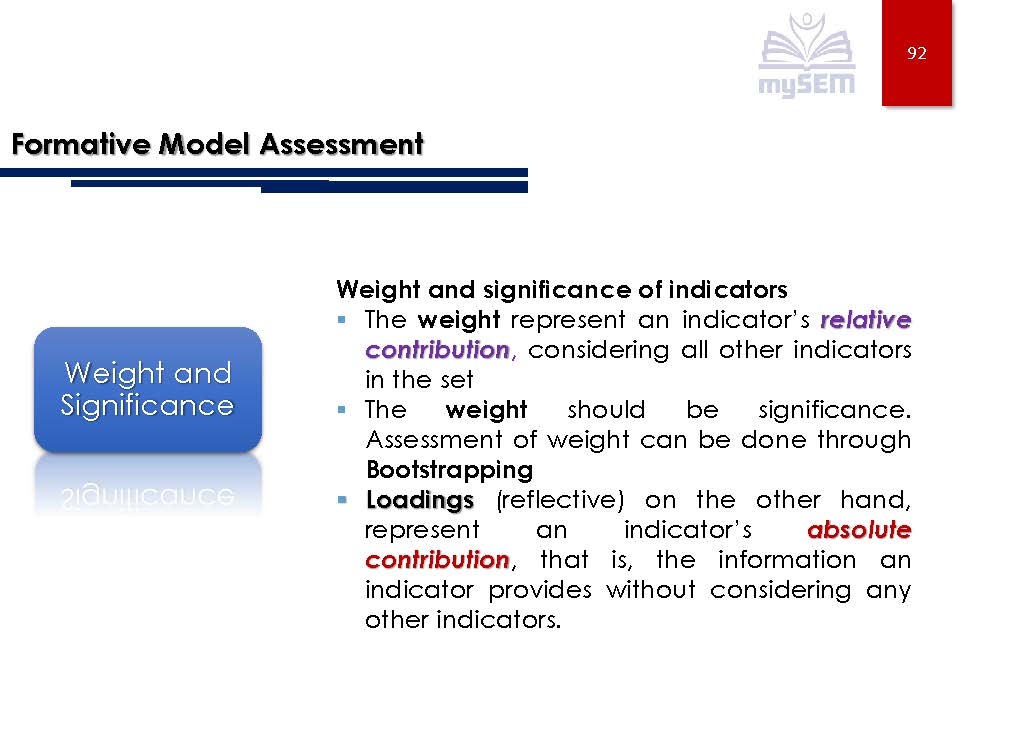 mySEM
92
Formative Model Assessment
Weight and
Significance
Weight and significance of indicators
▪ The weight represent an indicator’s relative
contribution, considering all other indicators
in the set
▪ The weight should be significance.
Assessment of weight can be done through
Bootstrapping
▪ Loadings (reflective) on the other hand,
represent an indicator’s absolute
contribution, that is, the information an
indicator provides without considering any
other indicators.